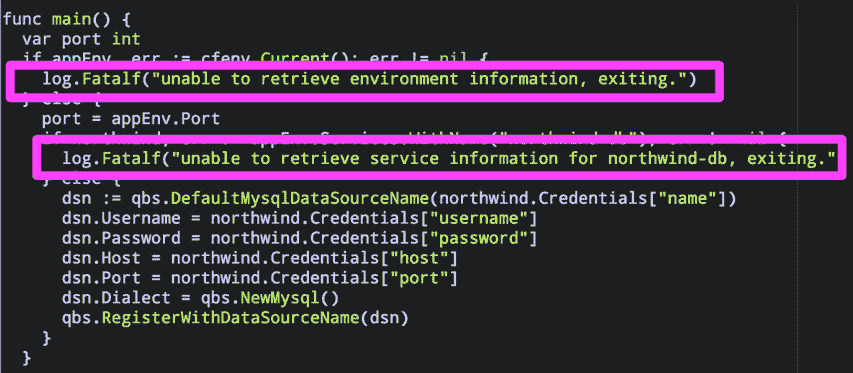 func main() {
var port int
if appEnv, err := cfenv.Current(); err != nil {
log.Fatalf("unable to retrieve environment information, exiting.")
} else {
port = appEnv.Port
log.Fatalf("unable to retrieve service information for northwind-db, exiting."
} else {
dsn := qbs.DefaultMysqlDataSourceName(northwind.Credentials["name"])
dsn.Username = northwind.Credentials["username"]
dsn.Password = northwind.Credentials["password"]
dsn.Host = northwind.Credentials["host"]
dsn.Port = northwind.Credentials["port"]
dsn.Dialect = qbs.NewMysql()
qbs.RegisterWithDataSourceName(dsn)
}
}